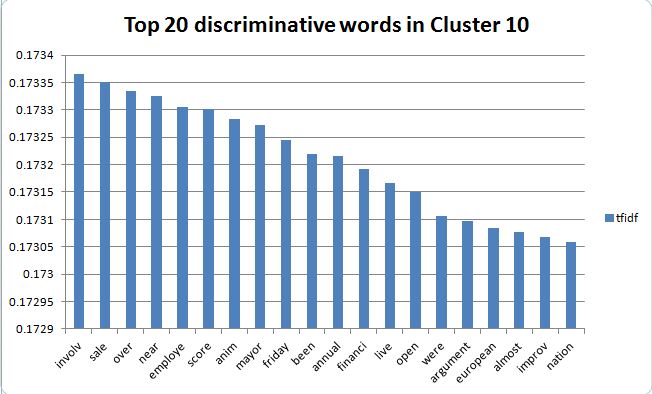 Top 20 discriminative words in Cluster 10
0.1734
0.17335
0.1733
0.17325
0.1732
0.17315
0.1731
0.17305
0.173
0.17295
0.1729
involv
sale
over
near
employe
score
anim
mayor
friday
been
annual
financi
live
open
were
argument
european
almost
improv
nation
tfidf